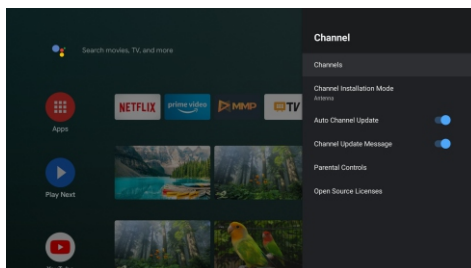 Search movies, TV, and more
Apps
NETFLIX
prime video
MMP
TV
Play Next
Channel
Channels
Channel Installation Mode
Antenna
Auto Channel Update
Channel Update Message
Parental Controls
Open Source Licenses